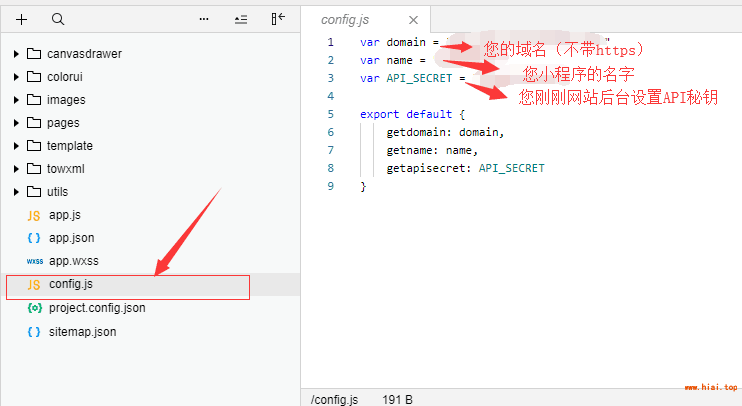 config.js
canvasdrawer
colorui
images
pages
template
towxml
utils
JS app.js
{ } app.json
wxss app.wxss
JS config.js
{o} project.config.json
{ } sitemap.json
1 var domain = " " 您的域名（不带https）
2 var name = 您小程序的名字
3 var API_SECRET = 您刚刚网站后台设置API秘钥
4
5 export default {
6 getdomain: domain,
7 getname: name,
8 getapisecret: API_SECRET
9 }
www.hiai.top
/config.js 191 B